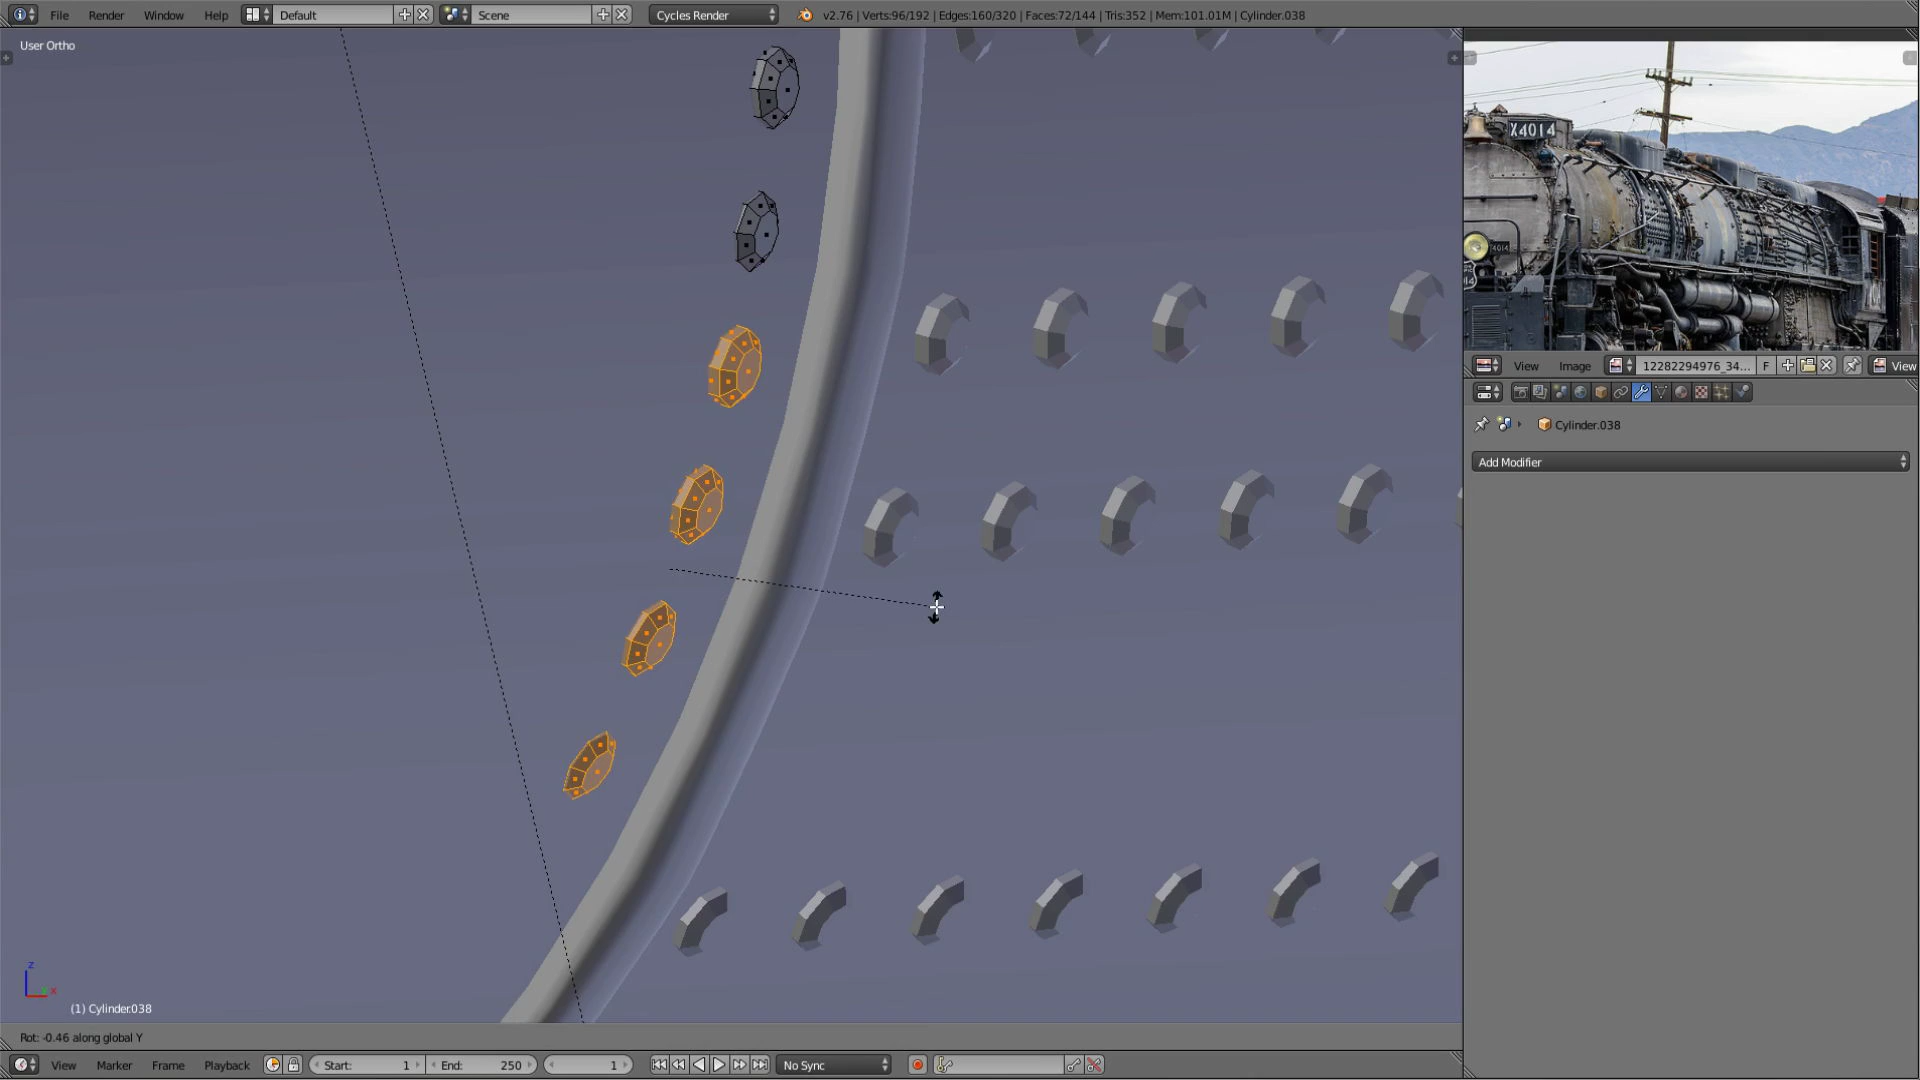 File Render Window Help Default Scene Cycles Render v2.76 | Verts:96/192 | Edges:160/320 | Faces:72/144 | Tris:352 | Mem:101.01M | Cylinder.038
User Ortho
X4014
4014
View Image 12282294976_34... F View
Cylinder.038
Add Modifier
z
x
(1) Cylinder.038
Rot: -0.46 along global Y
View Marker Frame Playback Start: 1 End: 250 1 No Sync